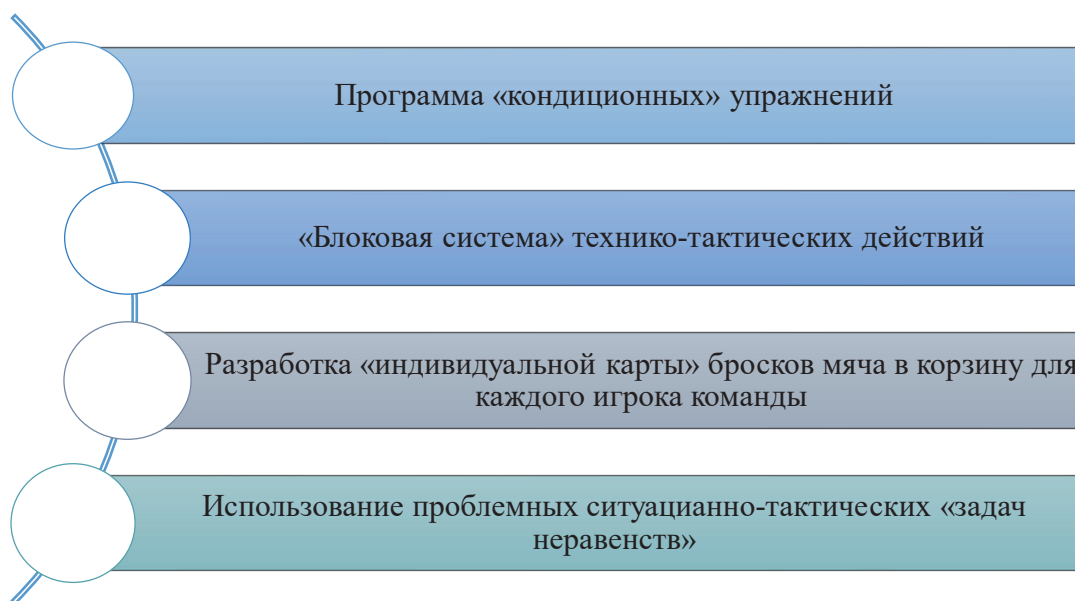 Программа «кондиционных» упражнений
«Блоковая система» технико-тактических действий
Разработка «индивидуальной карты» бросков мяча в корзину для
каждого игрока команды
Использование проблемных ситуацианно-тактических «задач
неравенств»